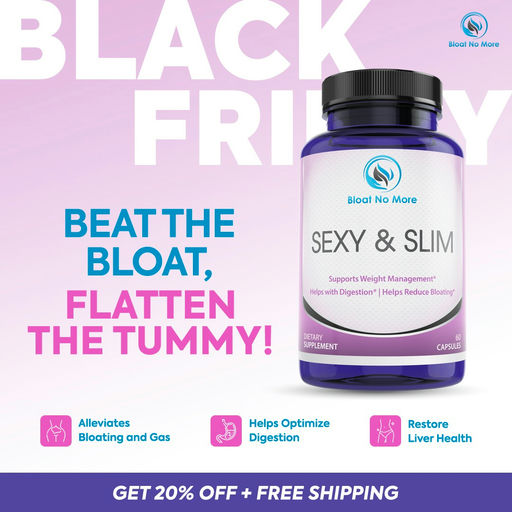 BLACK
Bloat No More
FRI Y
BEAT THE
BLOAT,
FLATTEN
THE TUMMY!
Bloat No More
SEXY & SLIM
Supports Weight Management*
Helps with Digestion* | Helps Reduce Bloating*
DIETARY
SUPPLEMENT
60
CAPSULES
Alleviates
Bloating and Gas
Helps Optimize
Digestion
Restore
Liver Health
GET 20% OFF + FREE SHIPPING